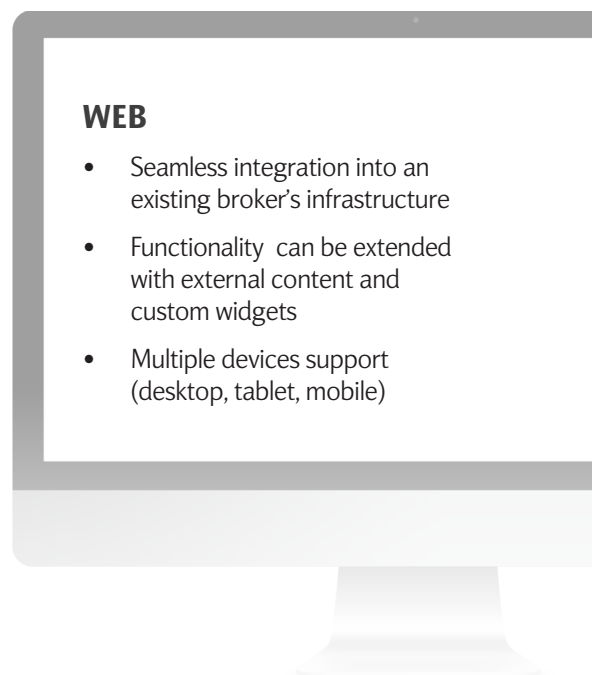 WEB
• Seamless integration into an
existing broker’s infrastructure
• Functionality  can be extended
with external content and
custom widgets
• Multiple devices support
(desktop, tablet, mobile)